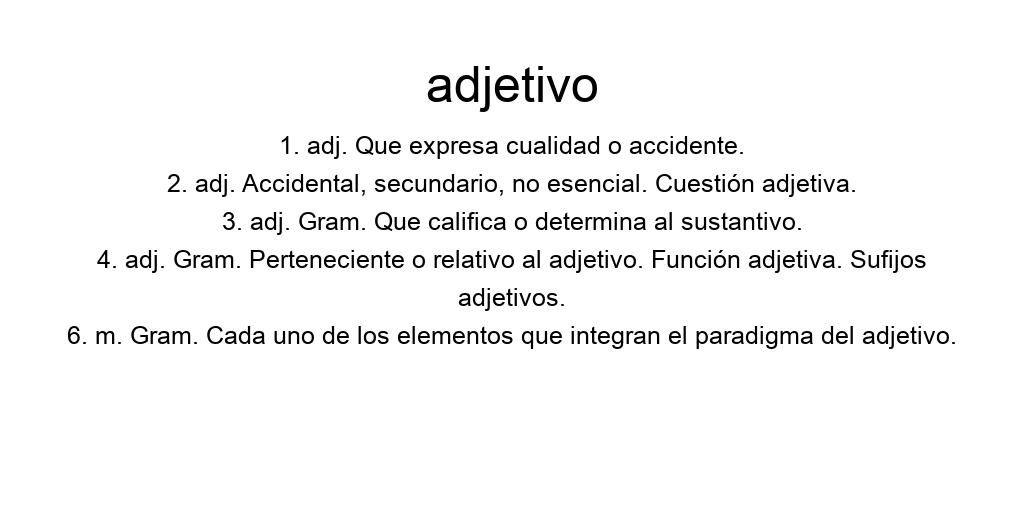 adjetivo
1. adj. Que expresa cualidad o accidente.
2. adj. Accidental, secundario, no esencial. Cuestión adjetiva.
3. adj. Gram. Que califica o determina al sustantivo.
4. adj. Gram. Perteneciente o relativo al adjetivo. Función adjetiva. Sufijos
adjetivos.
6. m. Gram. Cada uno de los elementos que integran el paradigma del adjetivo.